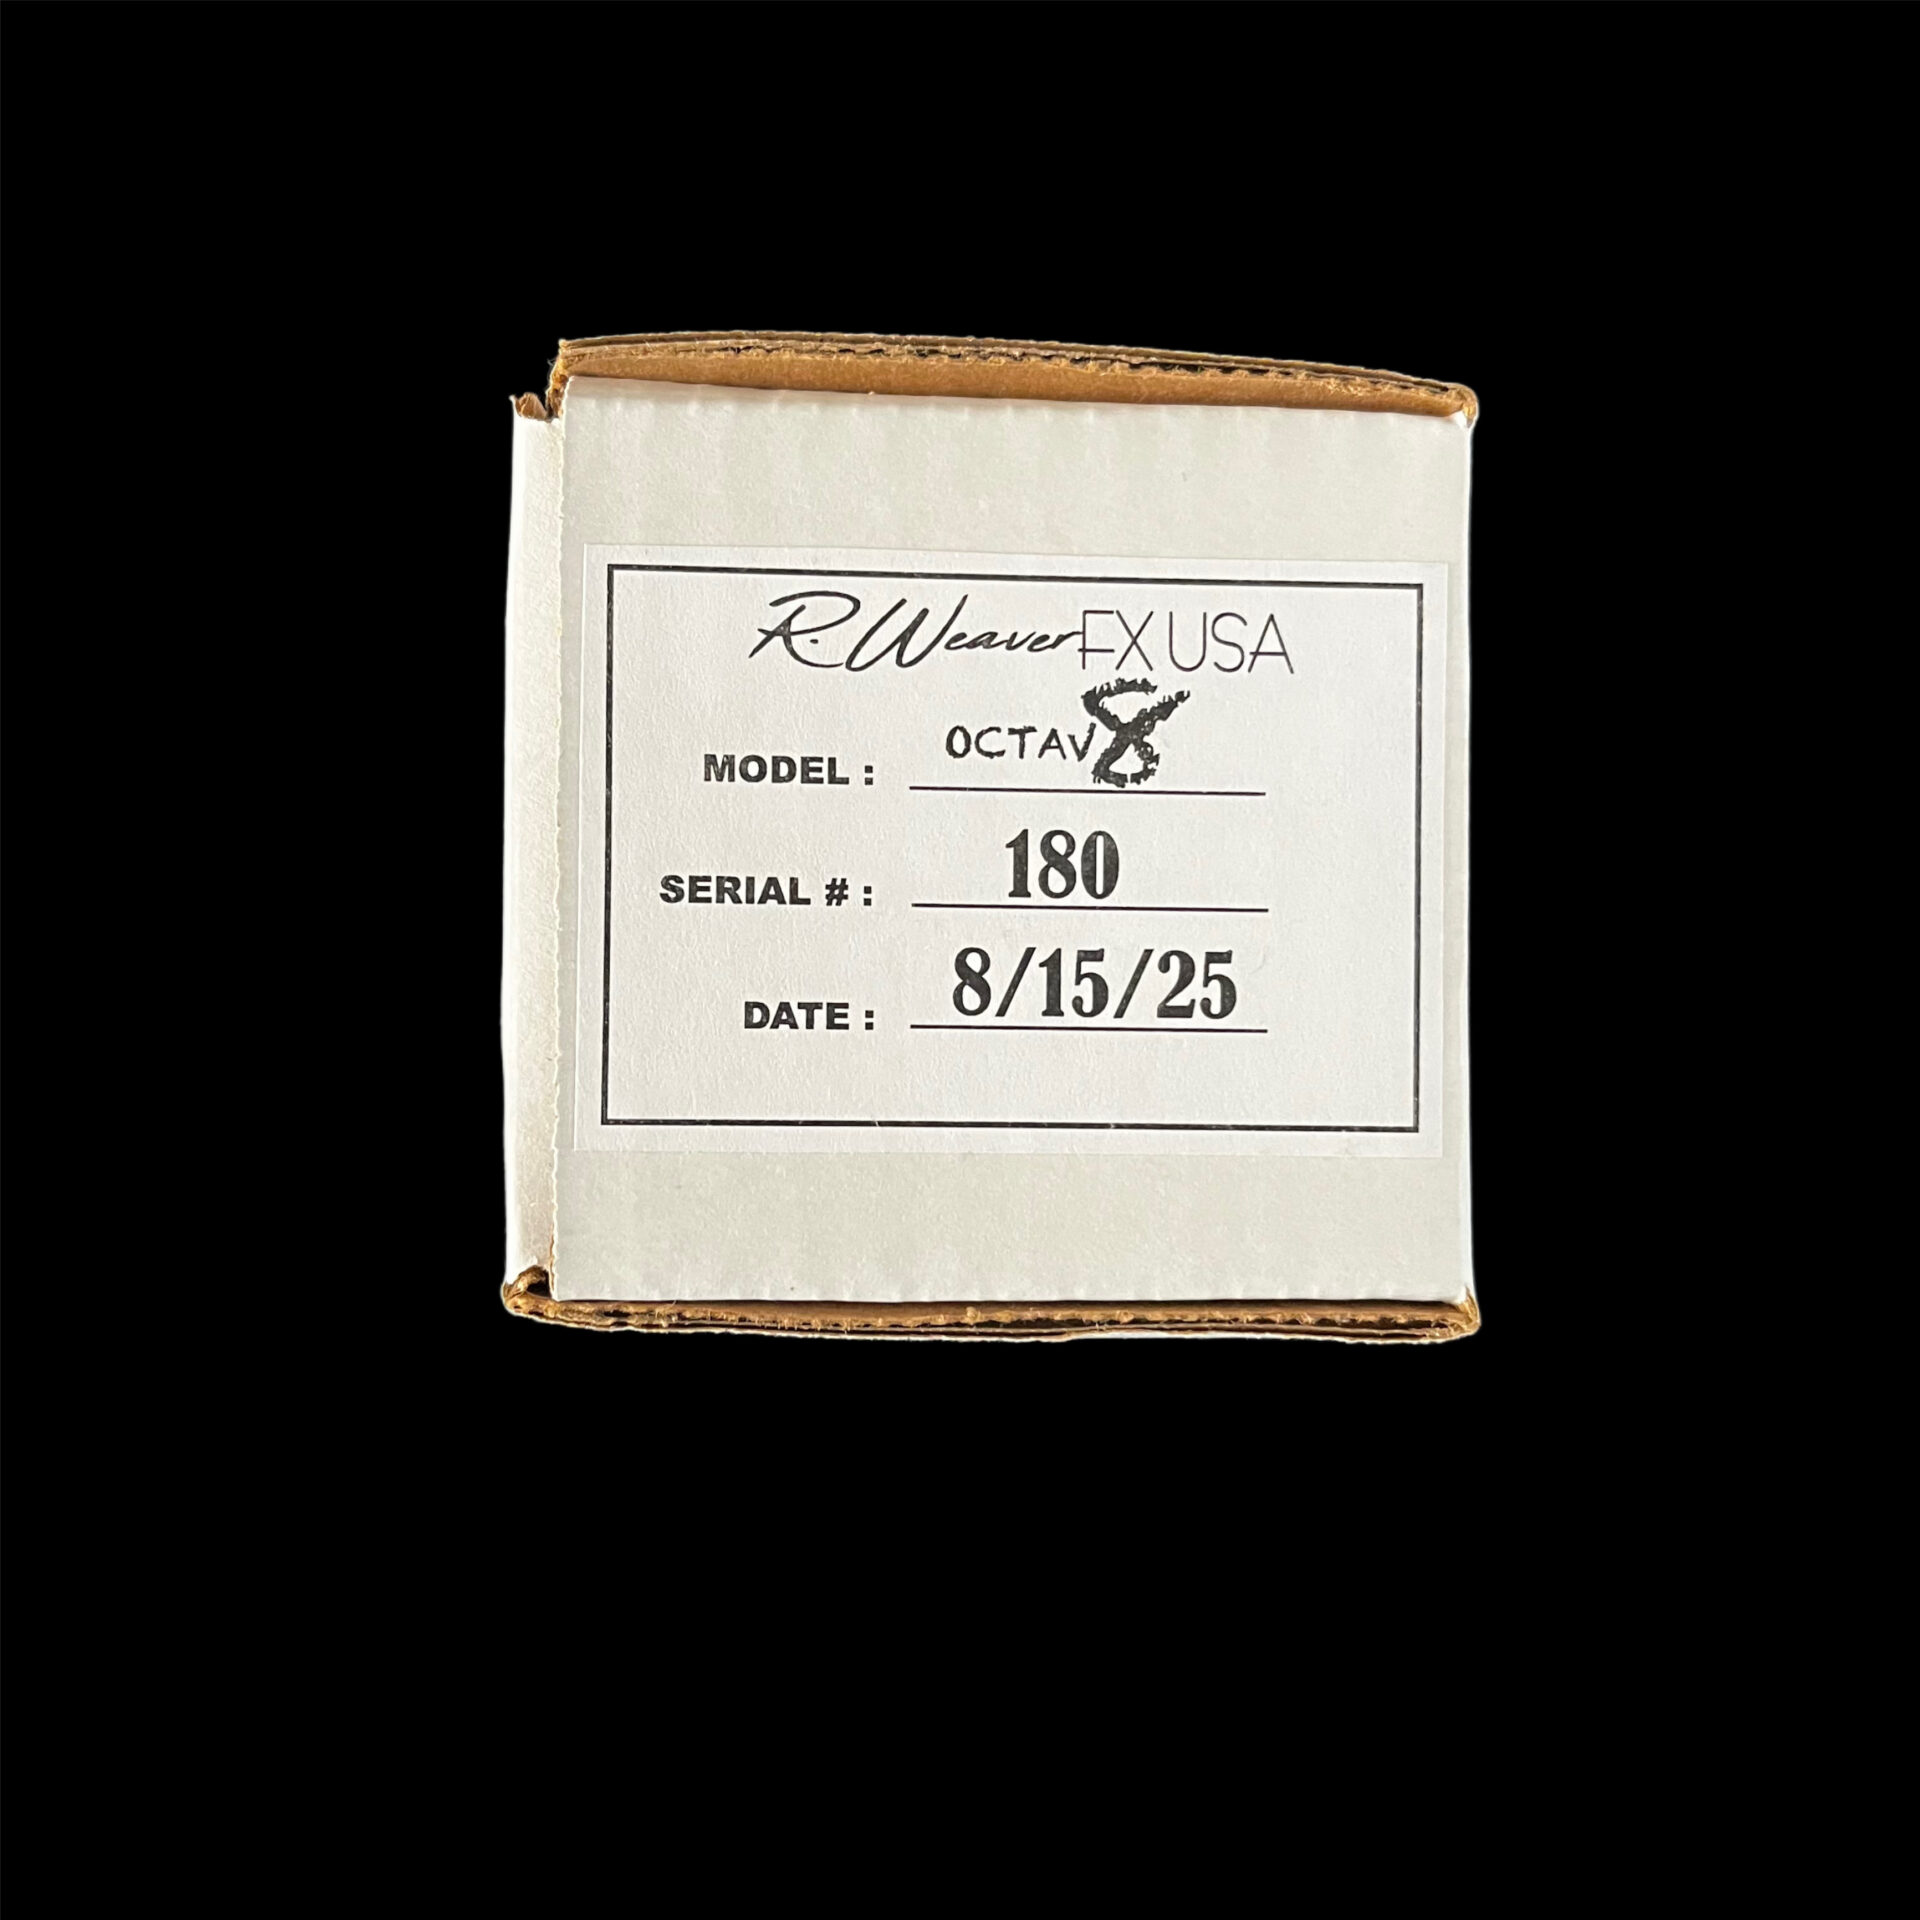 R. Weaver FX USA
MODEL : OCTAV8
SERIAL # : 180
DATE : 8/15/25